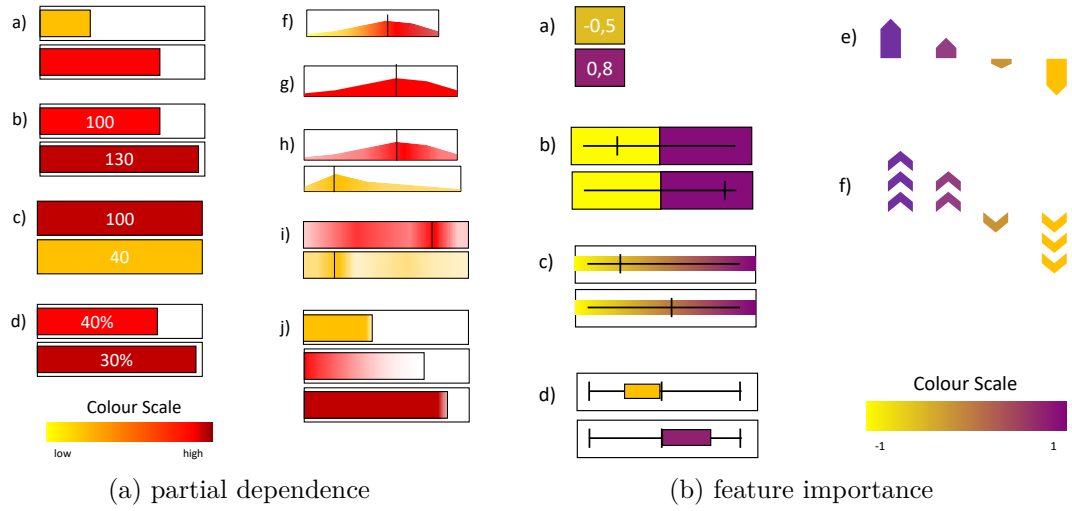 a)
b)
100
130
c)
100
40
d)
40%
30%
Colour Scale
low high
f)
g)
h)
i)
j)
(a) partial dependence
a)
-0,5
0,8
b)
c)
d)
e)
f)
Colour Scale
-1 1
(b) feature importance